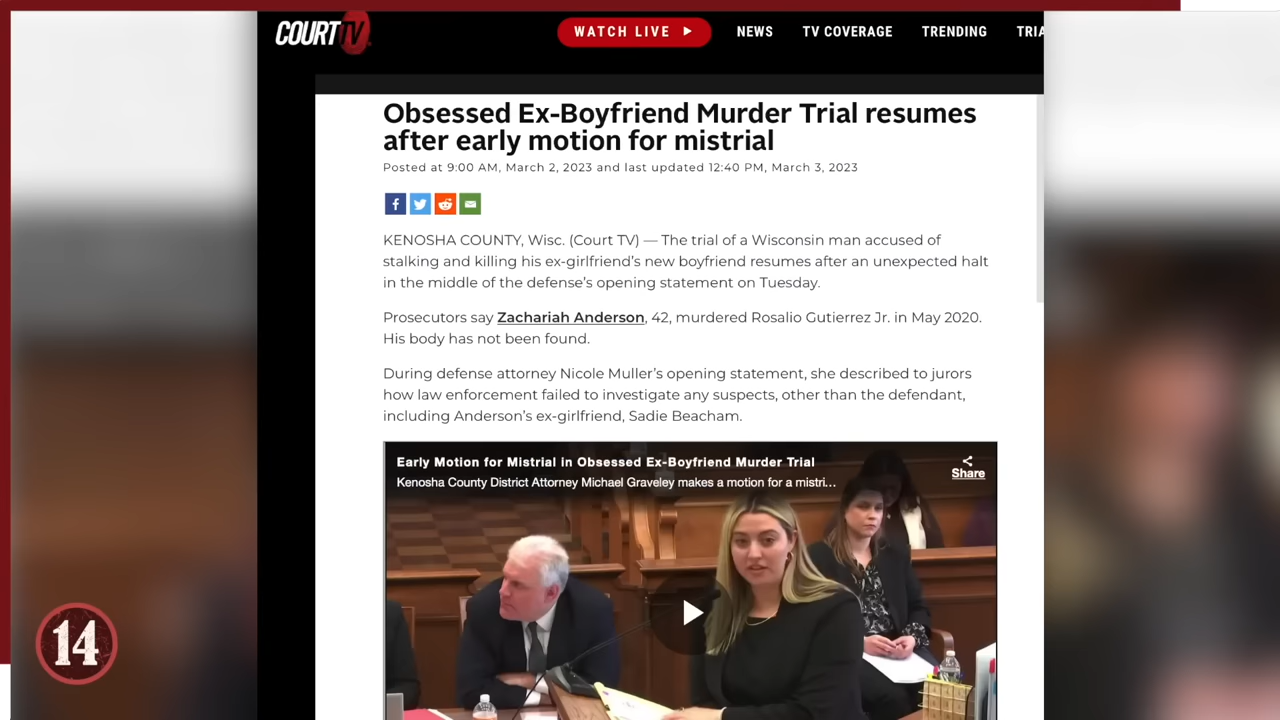 COURT TV
WATCH LIVE
NEWS
TV COVERAGE
TRENDING
TRIA
Obsessed Ex-Boyfriend Murder Trial resumes
after early motion for mistrial
Posted at 9:00 AM, March 2, 2023 and last updated 12:40 PM, March 3, 2023
KENOSHA COUNTY, Wisc. (Court TV) — The trial of a Wisconsin man accused of
stalking and killing his ex-girlfriend's new boyfriend resumes after an unexpected halt
in the middle of the defense's opening statement on Tuesday.
Prosecutors say Zachariah Anderson, 42, murdered Rosalio Gutierrez Jr. in May 2020.
His body has not been found.
During defense attorney Nicole Muller's opening statement, she described to jurors
how law enforcement failed to investigate any suspects, other than the defendant,
including Anderson's ex-girlfriend, Sadie Beacham.
Early Motion for Mistrial in Obsessed Ex-Boyfriend Murder Trial
Kenosha County District Attorney Michael Graveley makes a motion for a mistri...
Share
14